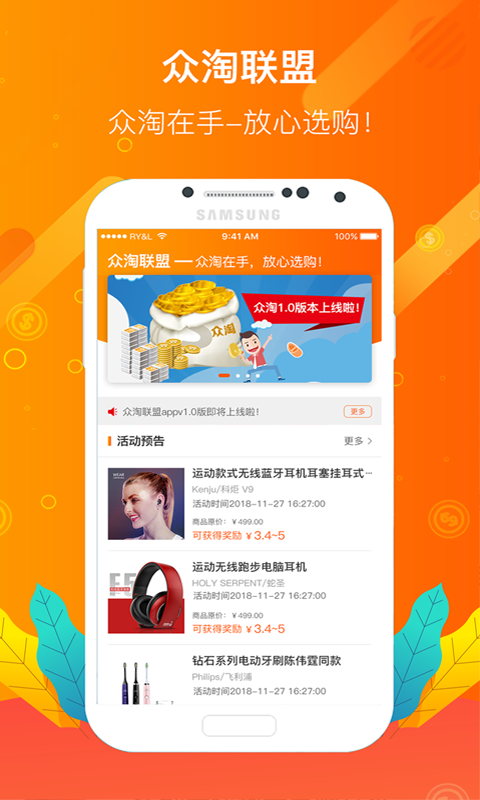 众淘联盟
众淘在手–放心选购！
SAMSUNG
RY&L 9:41 AM 100%
众淘联盟 — 众淘在手，放心选购！
众淘
众淘1.0版本上线啦！
众淘联盟appv1.0版即将上线啦！ 更多
活动预告 更多
运动款式无线蓝牙耳机耳塞挂耳式…
Kenju/科炬 V9
活动时间2018-11-27 16:27:00
商品原价：￥499.00
可获得奖励 ￥3.4~5
运动无线跑步电脑耳机
HOLY SERPENT/蛇圣
活动时间2018-11-27 16:27:00
商品原价：￥499.00
可获得奖励 ￥3.4~5
钻石系列电动牙刷陈伟霆同款
Philips/飞利浦
活动时间2018-11-27 16:27:00